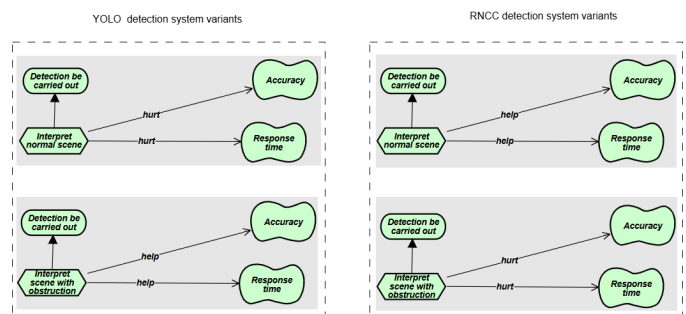 YOLO detection system variants
RNCC detection system variants
Detection be
carried out
Accuracy
hurt
Interpret
normal scene
hurt
Response
time
Detection be
carried out
Accuracy
help
Interpret
normal scene
help
Response
time
Detection be
carried out
Accuracy
help
Interpret
scene with
obstruction
help
Response
time
Detection be
carried out
Accuracy
hurt
Interpret
scene with
obstruction
hurt
Response
time